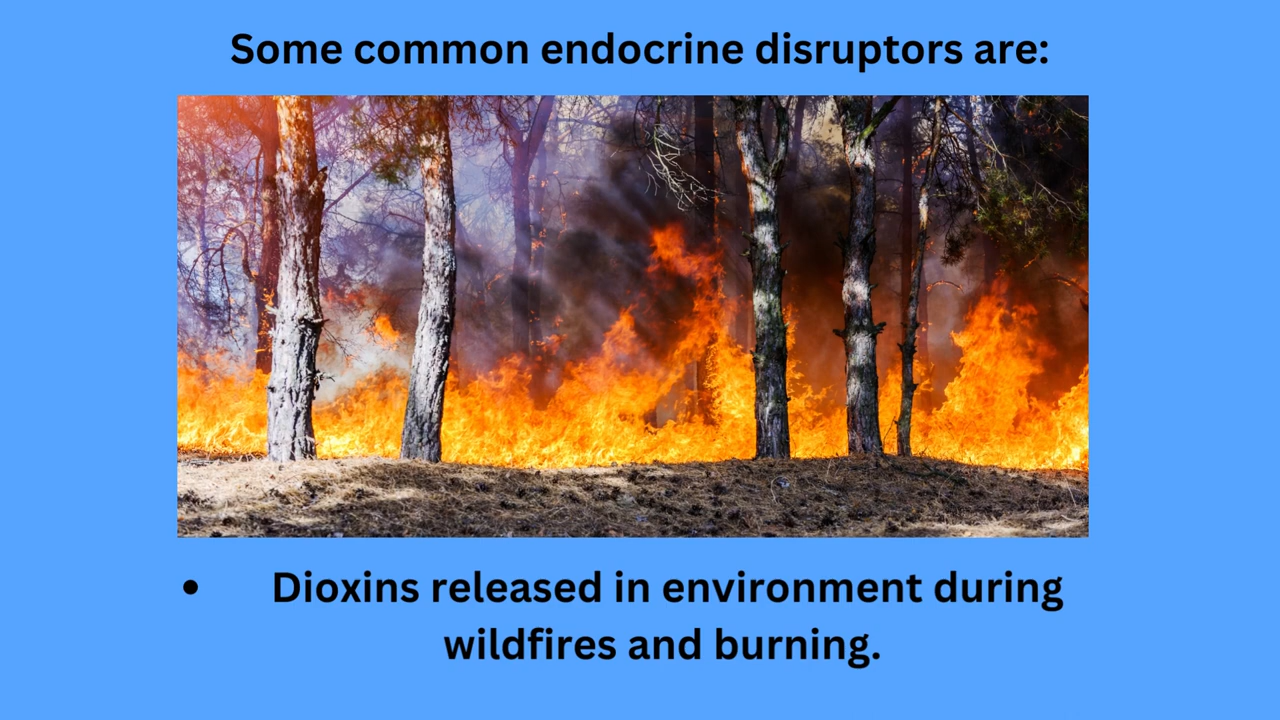 Some common endocrine disruptors are:
• Dioxins released in environment during
wildfires and burning.